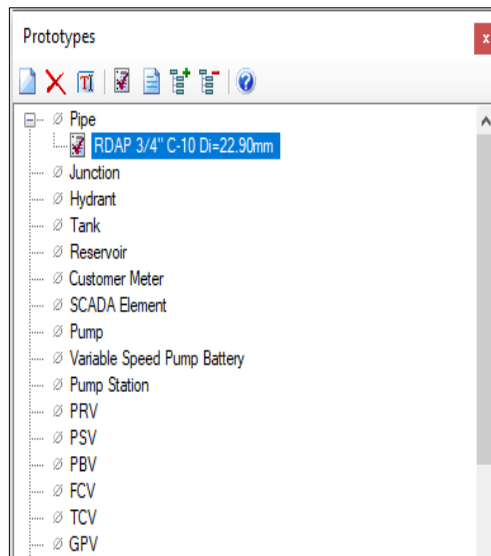 Prototypes
x
Pipe
RDAP 3/4" C-10 Di=22.90mm
Junction
Hydrant
Tank
Reservoir
Customer Meter
SCADA Element
Pump
Variable Speed Pump Battery
Pump Station
PRV
PSV
PBV
FCV
TCV
GPV